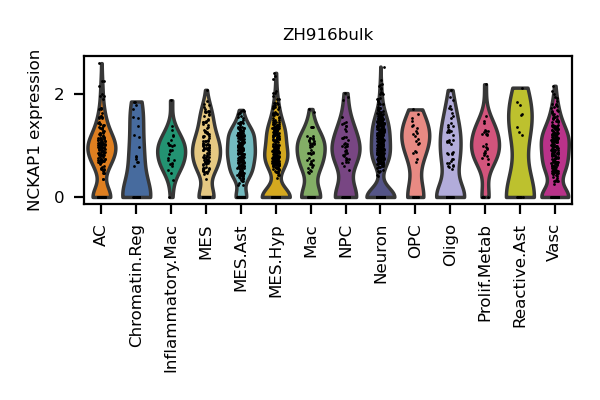 ZH916bulk
NCKAP1 expression
2
0
AC
Chromatin.Reg
Inflammatory.Mac
MES
MES.Ast
MES.Hyp
Mac
NPC
Neuron
OPC
Oligo
Prolif.Metab
Reactive.Ast
Vasc